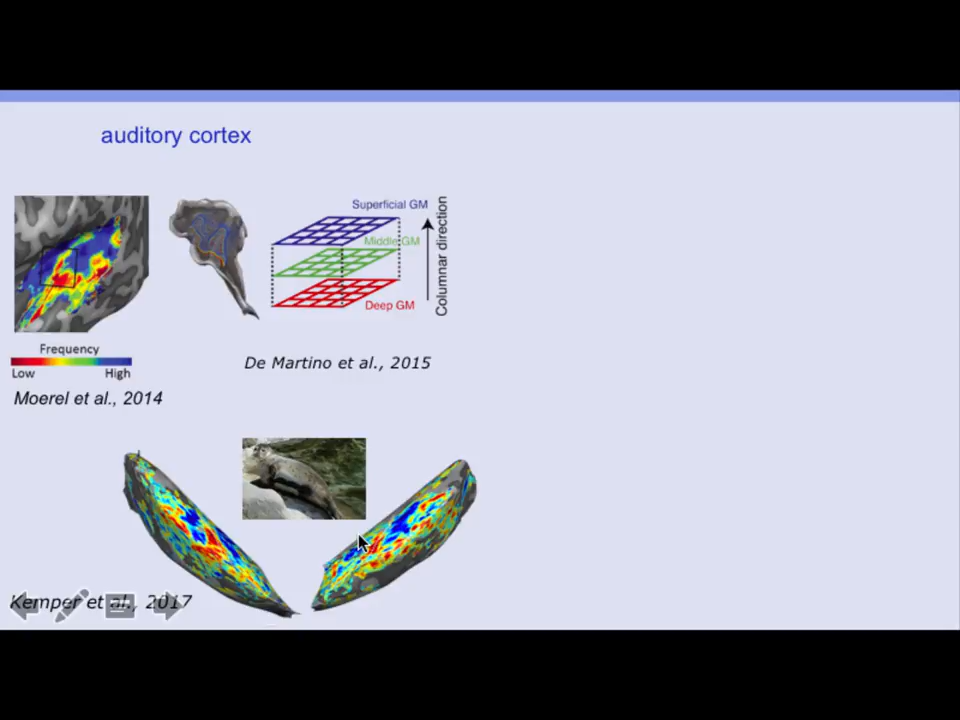 auditory cortex
Superficial GM
Middle GM
Deep GM
Columnar direction
Frequency
Low High
De Martino et al., 2015
Moerel et al., 2014
Kemper et al., 2017